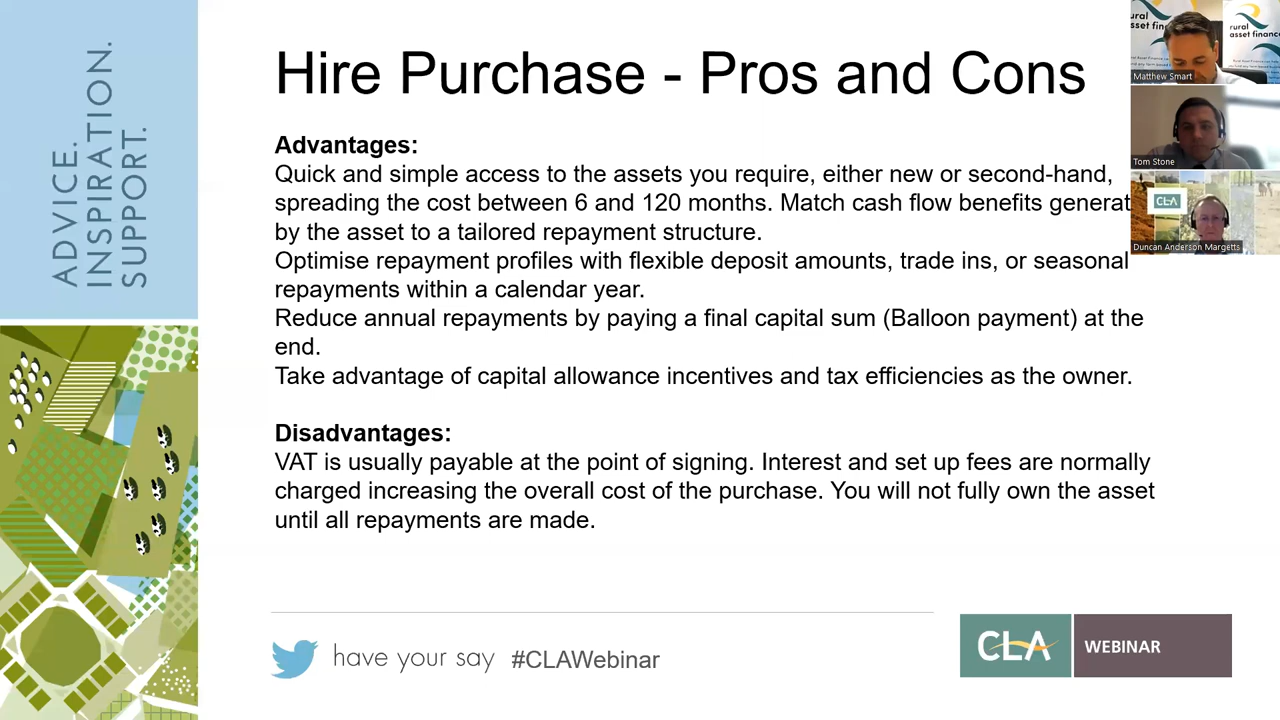 ADVICE.
INSPIRATION.
SUPPORT.
Hire Purchase - Pros and Cons
Advantages:
Quick and simple access to the assets you require, either new or second-hand,
spreading the cost between 6 and 120 months. Match cash flow benefits generat
by the asset to a tailored repayment structure.
Optimise repayment profiles with flexible deposit amounts, trade ins, or seasonal
repayments within a calendar year.
Reduce annual repayments by paying a final capital sum (Balloon payment) at the
end.
Take advantage of capital allowance incentives and tax efficiencies as the owner.
Disadvantages:
VAT is usually payable at the point of signing. Interest and set up fees are normally
charged increasing the overall cost of the purchase. You will not fully own the asset
until all repayments are made.
have your say #CLAWebinar
CLA WEBINAR
rural
asset finance
rural
asset finance
Matthew Smart
Tom Stone
CLA
Duncan Anderson Margetts